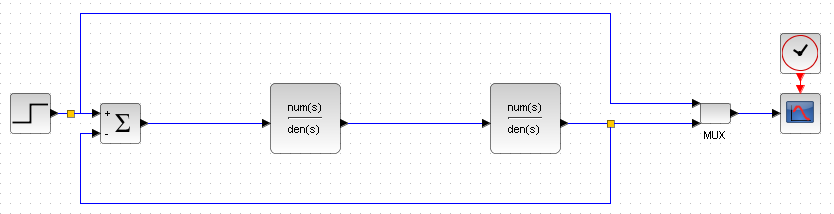 +
Σ
-
num(s)
den(s)
num(s)
den(s)
MUX